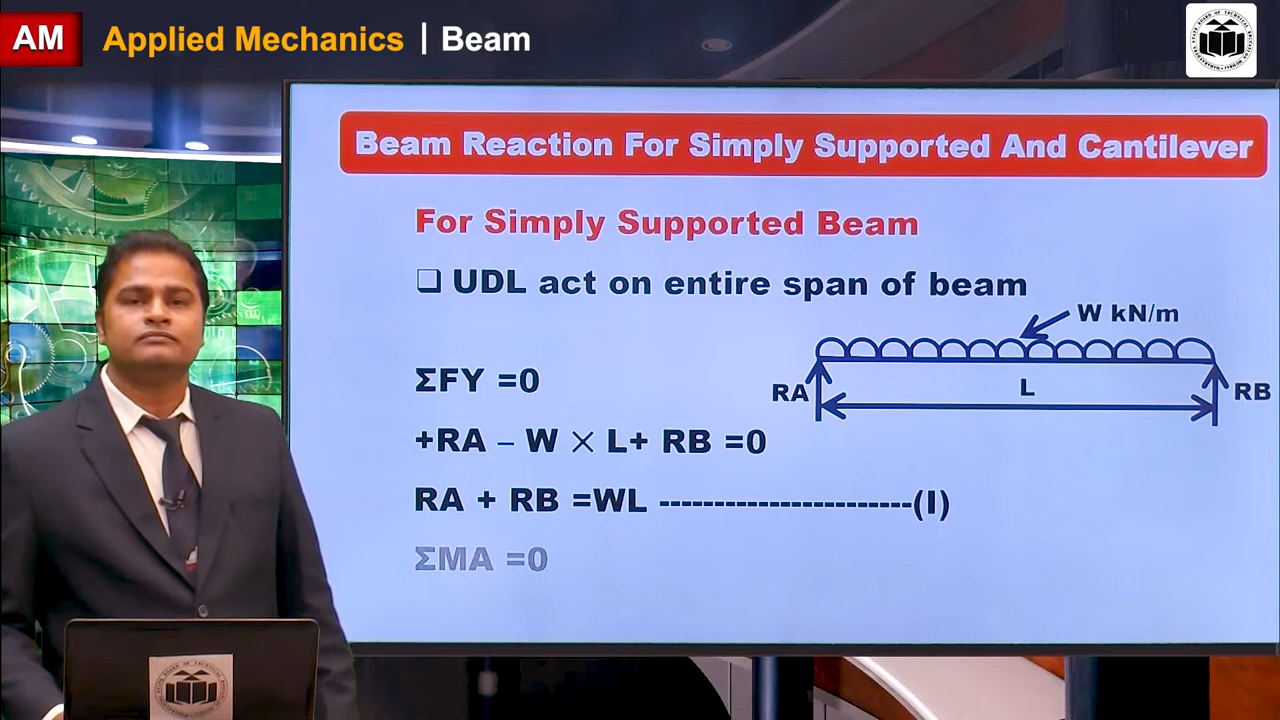 AM Applied Mechanics | Beam
Beam Reaction For Simply Supported And Cantilever
For Simply Supported Beam
❑ UDL act on entire span of beam
W kN/m
RA
L
RB
ΣFY =0
+RA – W × L+ RB =0
RA + RB =WL -----------------------(I)
ΣMA =0